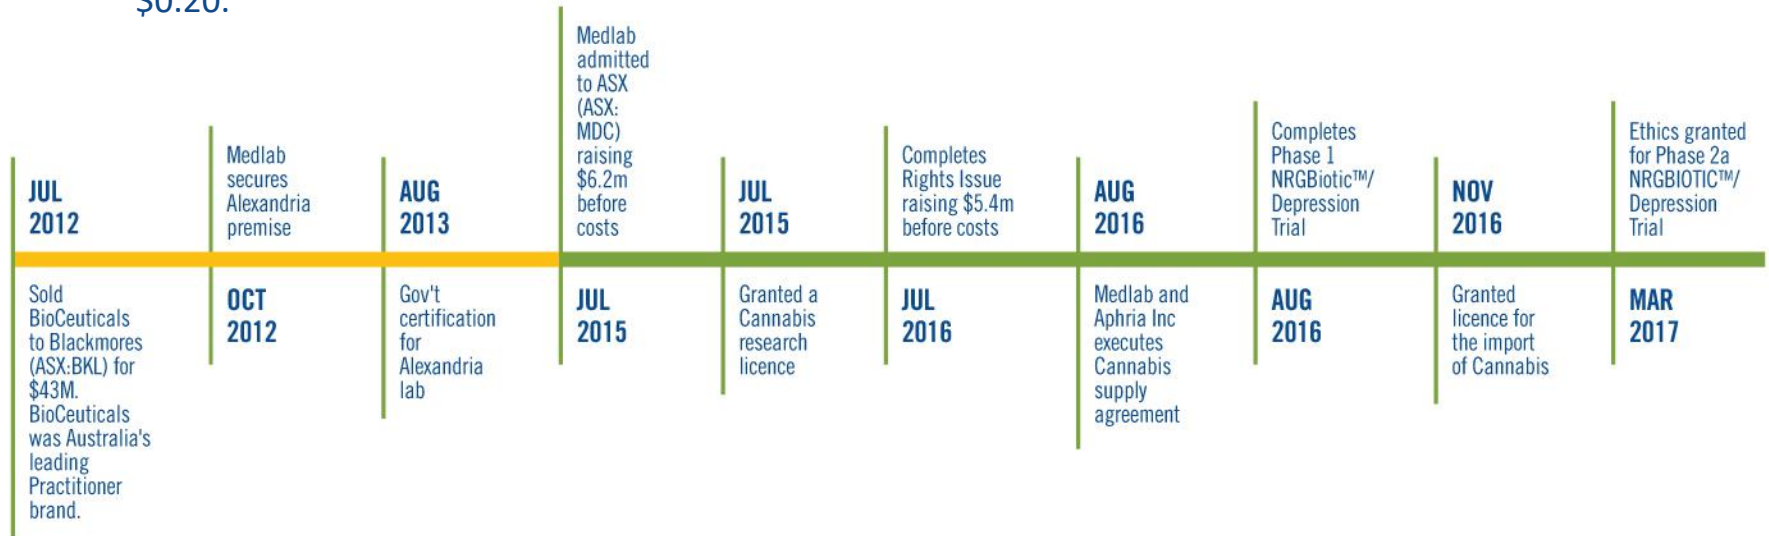 $0.20.
JUL
2012
Sold
BioCeuticals
to Blackmores
(ASX:BKL) for
$43M.
BioCeuticals
was Australia's
leading
Practitioner
brand.
Medlab
secures
Alexandria
premise
OCT
2012
AUG
2013
Gov't
certification
for
Alexandria
lab
Medlab
admitted
to ASX
(ASX:
MDC)
raising
$6.2m
before
costs
JUL
2015
JUL
2015
Granted a
Cannabis
research
licence
Completes
Rights Issue
raising $5.4m
before costs
JUL
2016
AUG
2016
Medlab and
Aphria Inc
executes
Cannabis
supply
agreement
Completes
Phase 1
NRGBiotic™/
Depression
Trial
AUG
2016
NOV
2016
Granted
licence for
the import
of Cannabis
Ethics granted
for Phase 2a
NRGBIOTIC™/
Depression
Trial
MAR
2017